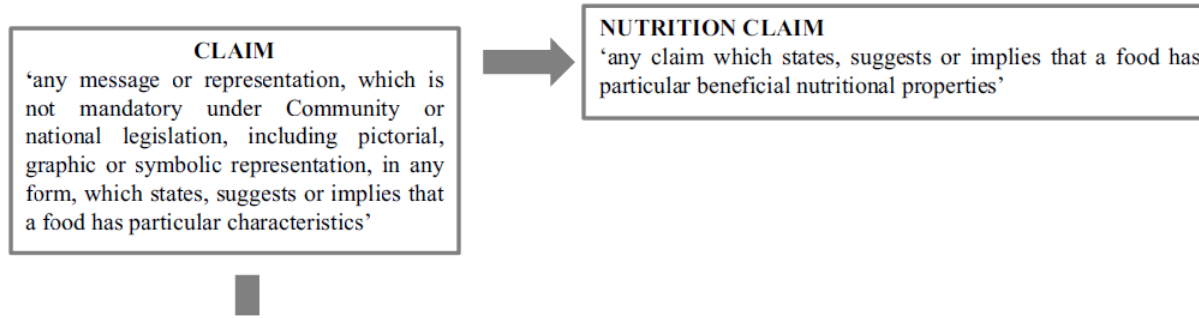 CLAIM
‘any message or representation, which is
not mandatory under Community or
national legislation, including pictorial,
graphic or symbolic representation, in any
form, which states, suggests or implies that
a food has particular characteristics’
NUTRITION CLAIM
‘any claim which states, suggests or implies that a food has
particular beneficial nutritional properties’